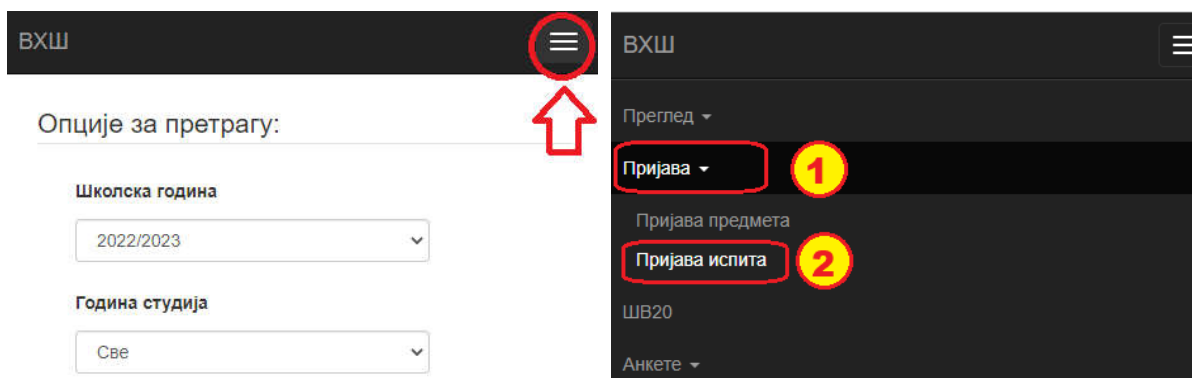 ВХШ
Опције за претрагу:
Школска година
2022/2023
Година студија
Све
ВХШ
Преглед
Пријава
1
Пријава предмета
Пријава испита
2
ШВ20
Анкете